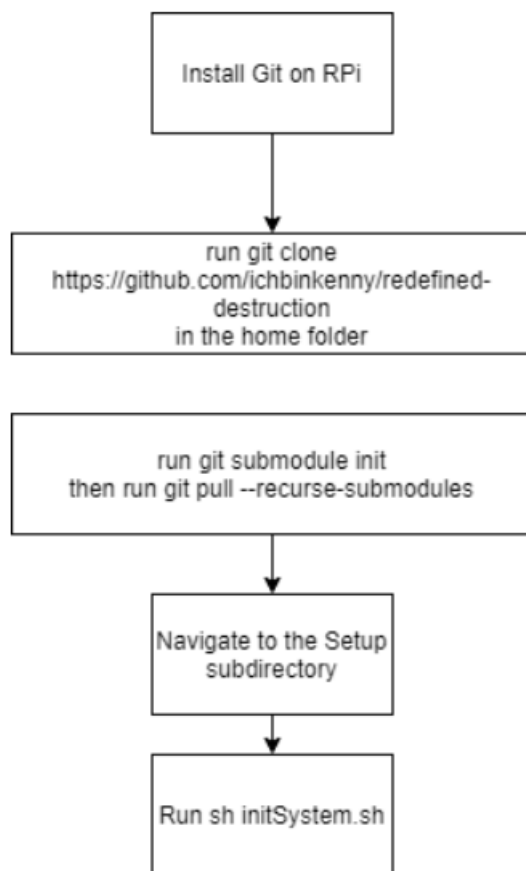 Install Git on RPi
run git clone
https://github.com/ichbinkenny/redefined-
destruction
in the home folder
run git submodule init
then run git pull --recurse-submodules
Navigate to the Setup
subdirectory
Run sh initSystem.sh